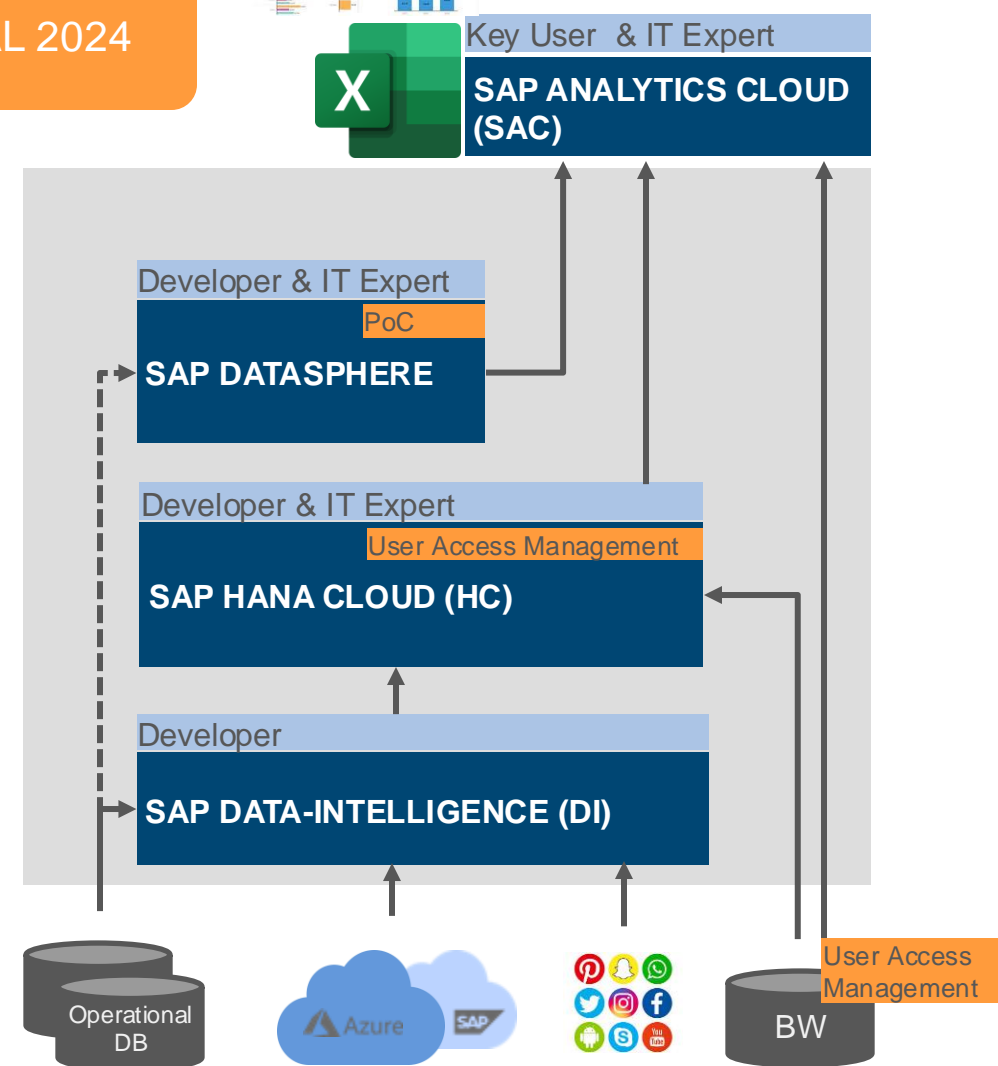 L 2024
Key User & IT Expert
X
SAP ANALYTICS CLOUD
(SAC)
Developer & IT Expert
PoC
SAP DATASPHERE
Developer & IT Expert
User Access Management
SAP HANA CLOUD (HC)
Developer
SAP DATA-INTELLIGENCE (DI)
Operational
DB
Azure
SAP
You
Tube
User Access
Management
BW